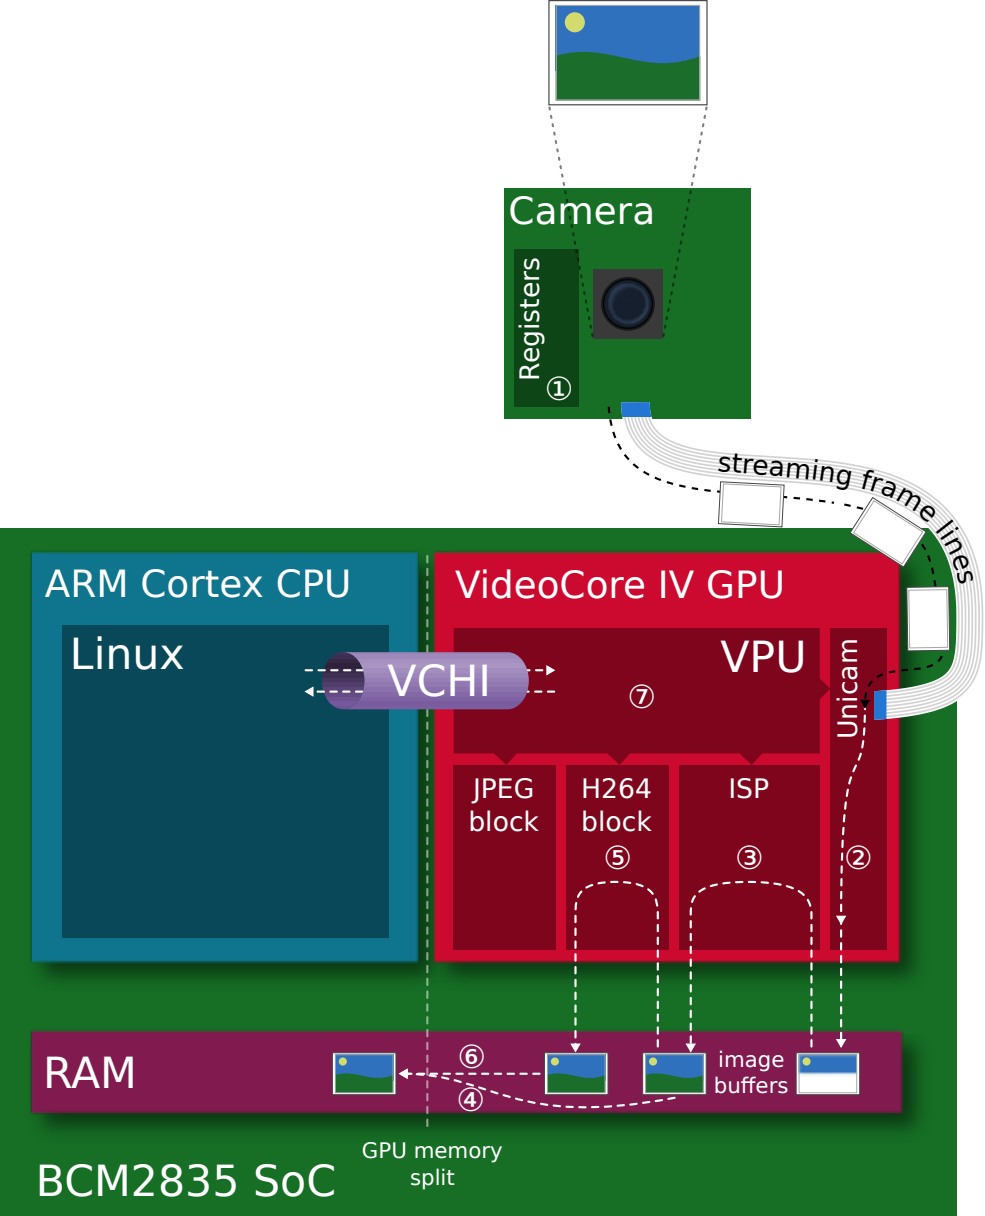 Camera
Registers
①
streaming frame lines
ARM Cortex CPU
Linux
VCHI
VideoCore IV GPU
VPU
⑦
Unicam
JPEG
block
H264
block
ISP
⑤
③
②
RAM
⑥
④
image
buffers
GPU memory
split
BCM2835 SoC